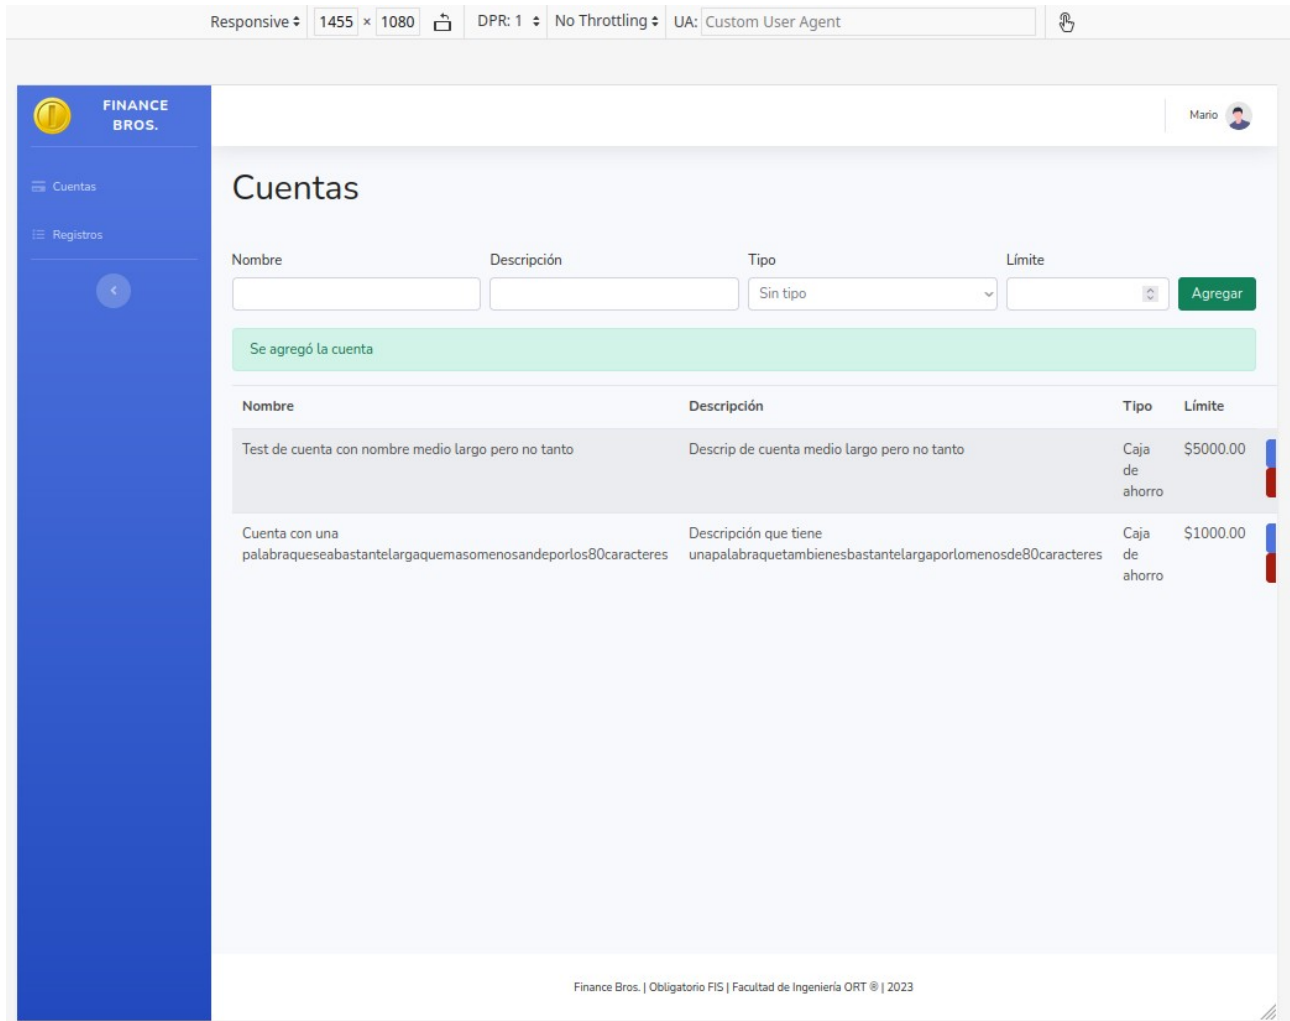 Responsive 1455 × 1080 DPR: 1 No Throttling UA: Custom User Agent
FINANCE
BROS.
Mario
Cuentas
Registros
Cuentas
Nombre Descripción Tipo Límite
Sin tipo Agregar
Se agregó la cuenta
Nombre Descripción Tipo Límite
Test de cuenta con nombre medio largo pero no tanto Descrip de cuenta medio largo pero no tanto Caja $5000.00
de
ahorro
Cuenta con una Descripción que tiene Caja $1000.00
palabraqueseabastantelargaquemasomenosandeporlos80caracteres unapalabraquetambienesbastantelargaporlomenosde80caracteres de
ahorro
Finance Bros. | Obligatorio FIS | Facultad de Ingeniería ORT ® | 2023